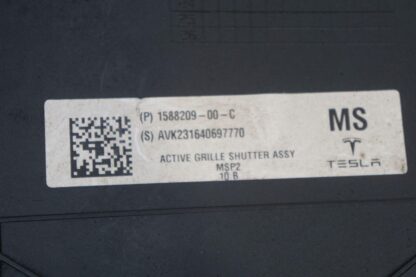 (P) 1588209-00-C
(S) AVK231640697770
MS
TESLA
ACTIVE GRILLE SHUTTER ASSY
MSP2
10 B